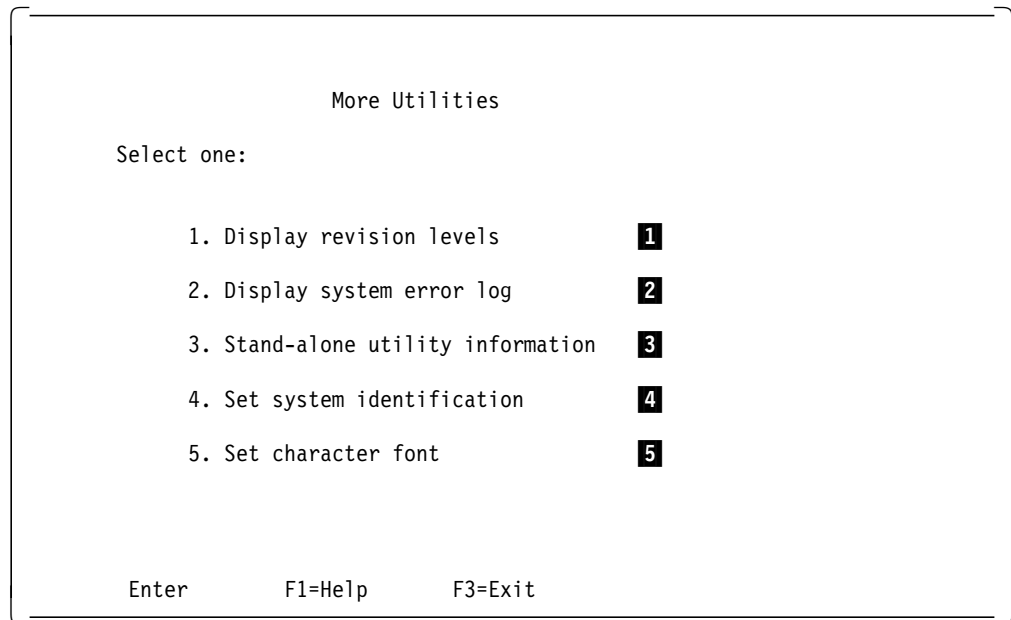 More Utilities
Select one:
1. Display revision levels 1
2. Display system error log 2
3. Stand-alone utility information 3
4. Set system identification 4
5. Set character font 5
Enter F1=Help F3=Exit